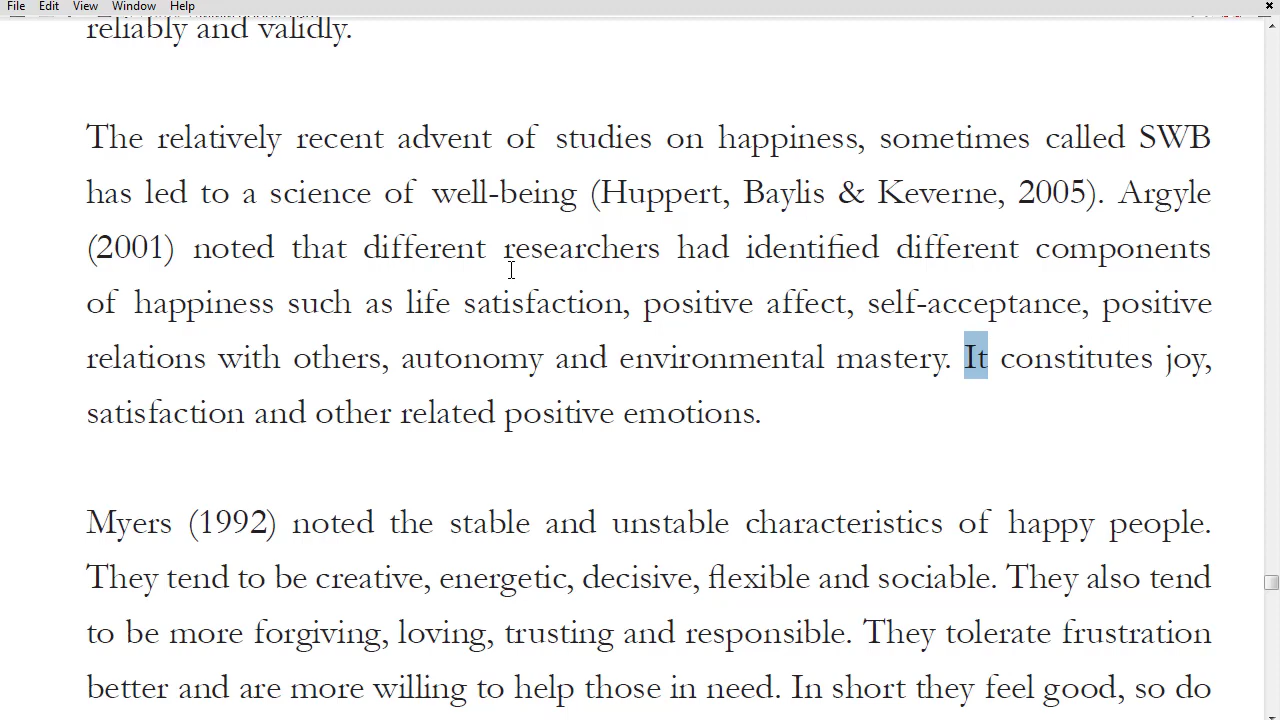 File Edit View Window Help
reliably and validly.
The relatively recent advent of studies on happiness, sometimes called SWB
has led to a science of well-being (Huppert, Baylis & Keverne, 2005). Argyle
(2001) noted that different researchers had identified different components
of happiness such as life satisfaction, positive affect, self-acceptance, positive
relations with others, autonomy and environmental mastery. It constitutes joy,
satisfaction and other related positive emotions.
Myers (1992) noted the stable and unstable characteristics of happy people.
They tend to be creative, energetic, decisive, flexible and sociable. They also tend
to be more forgiving, loving, trusting and responsible. They tolerate frustration
better and are more willing to help those in need. In short they feel good, so do